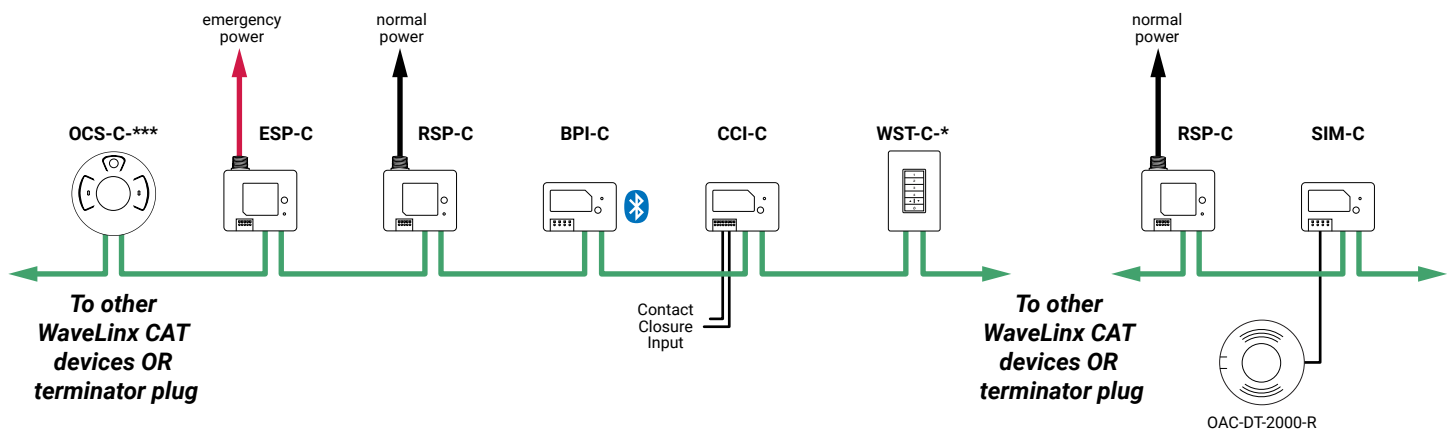 emergency
power
normal
power
normal
power
OCS-C-***
ESP-C
RSP-C
BPI-C
CCI-C
WST-C-*
RSP-C
SIM-C
To other
WaveLinx CAT
devices OR
terminator plug
Contact
Closure
Input
To other
WaveLinx CAT
devices OR
terminator plug
OAC-DT-2000-R